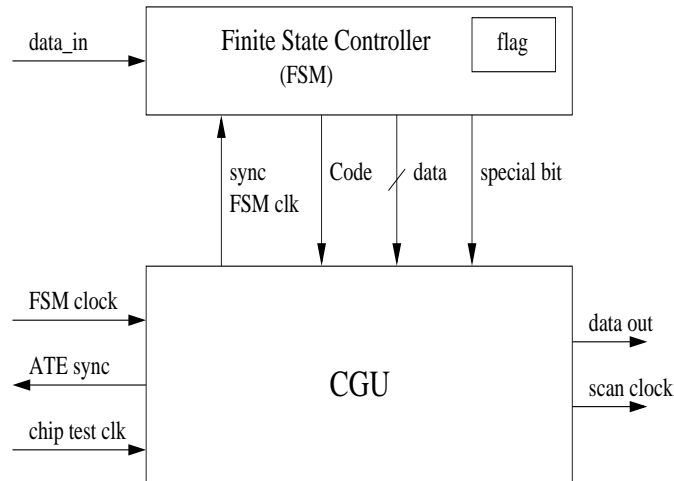 data_in
Finite State Controller
(FSM)
flag
sync
FSM clk
Code
data
special bit
FSM clock
ATE sync
chip test clk
CGU
data out
scan clock